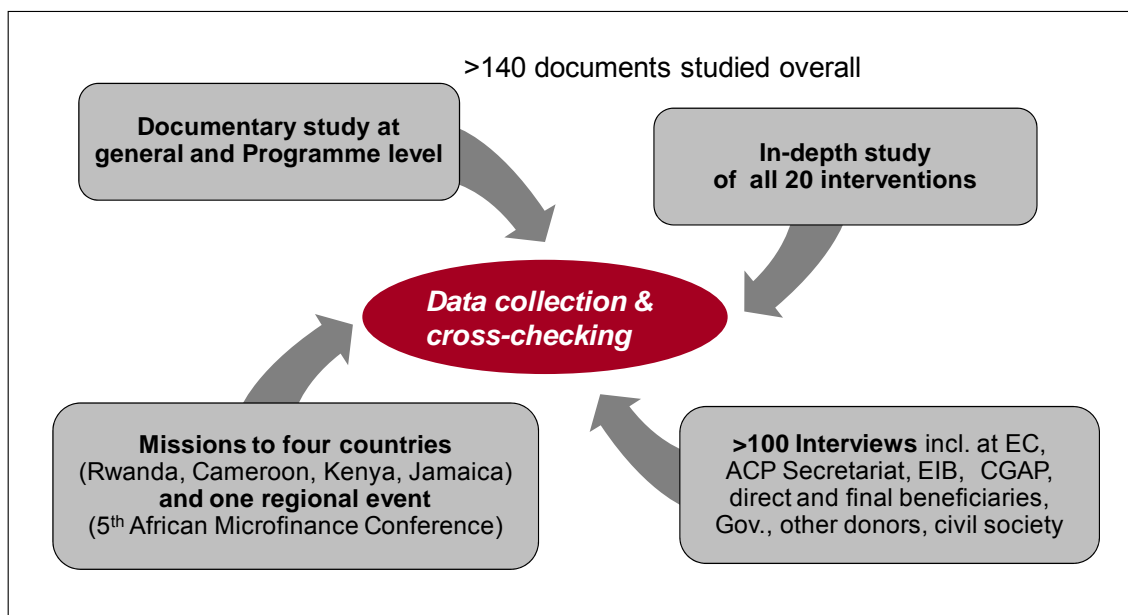 >140 documents studied overall
Documentary study at
general and Programme level
In-depth study
of all 20 interventions
Data collection &
cross-checking
Missions to four countries
(Rwanda, Cameroon, Kenya, Jamaica)
and one regional event
(5th African Microfinance Conference)
>100 Interviews incl. at EC,
ACP Secretariat, EIB, CGAP,
direct and final beneficiaries,
Gov., other donors, civil society